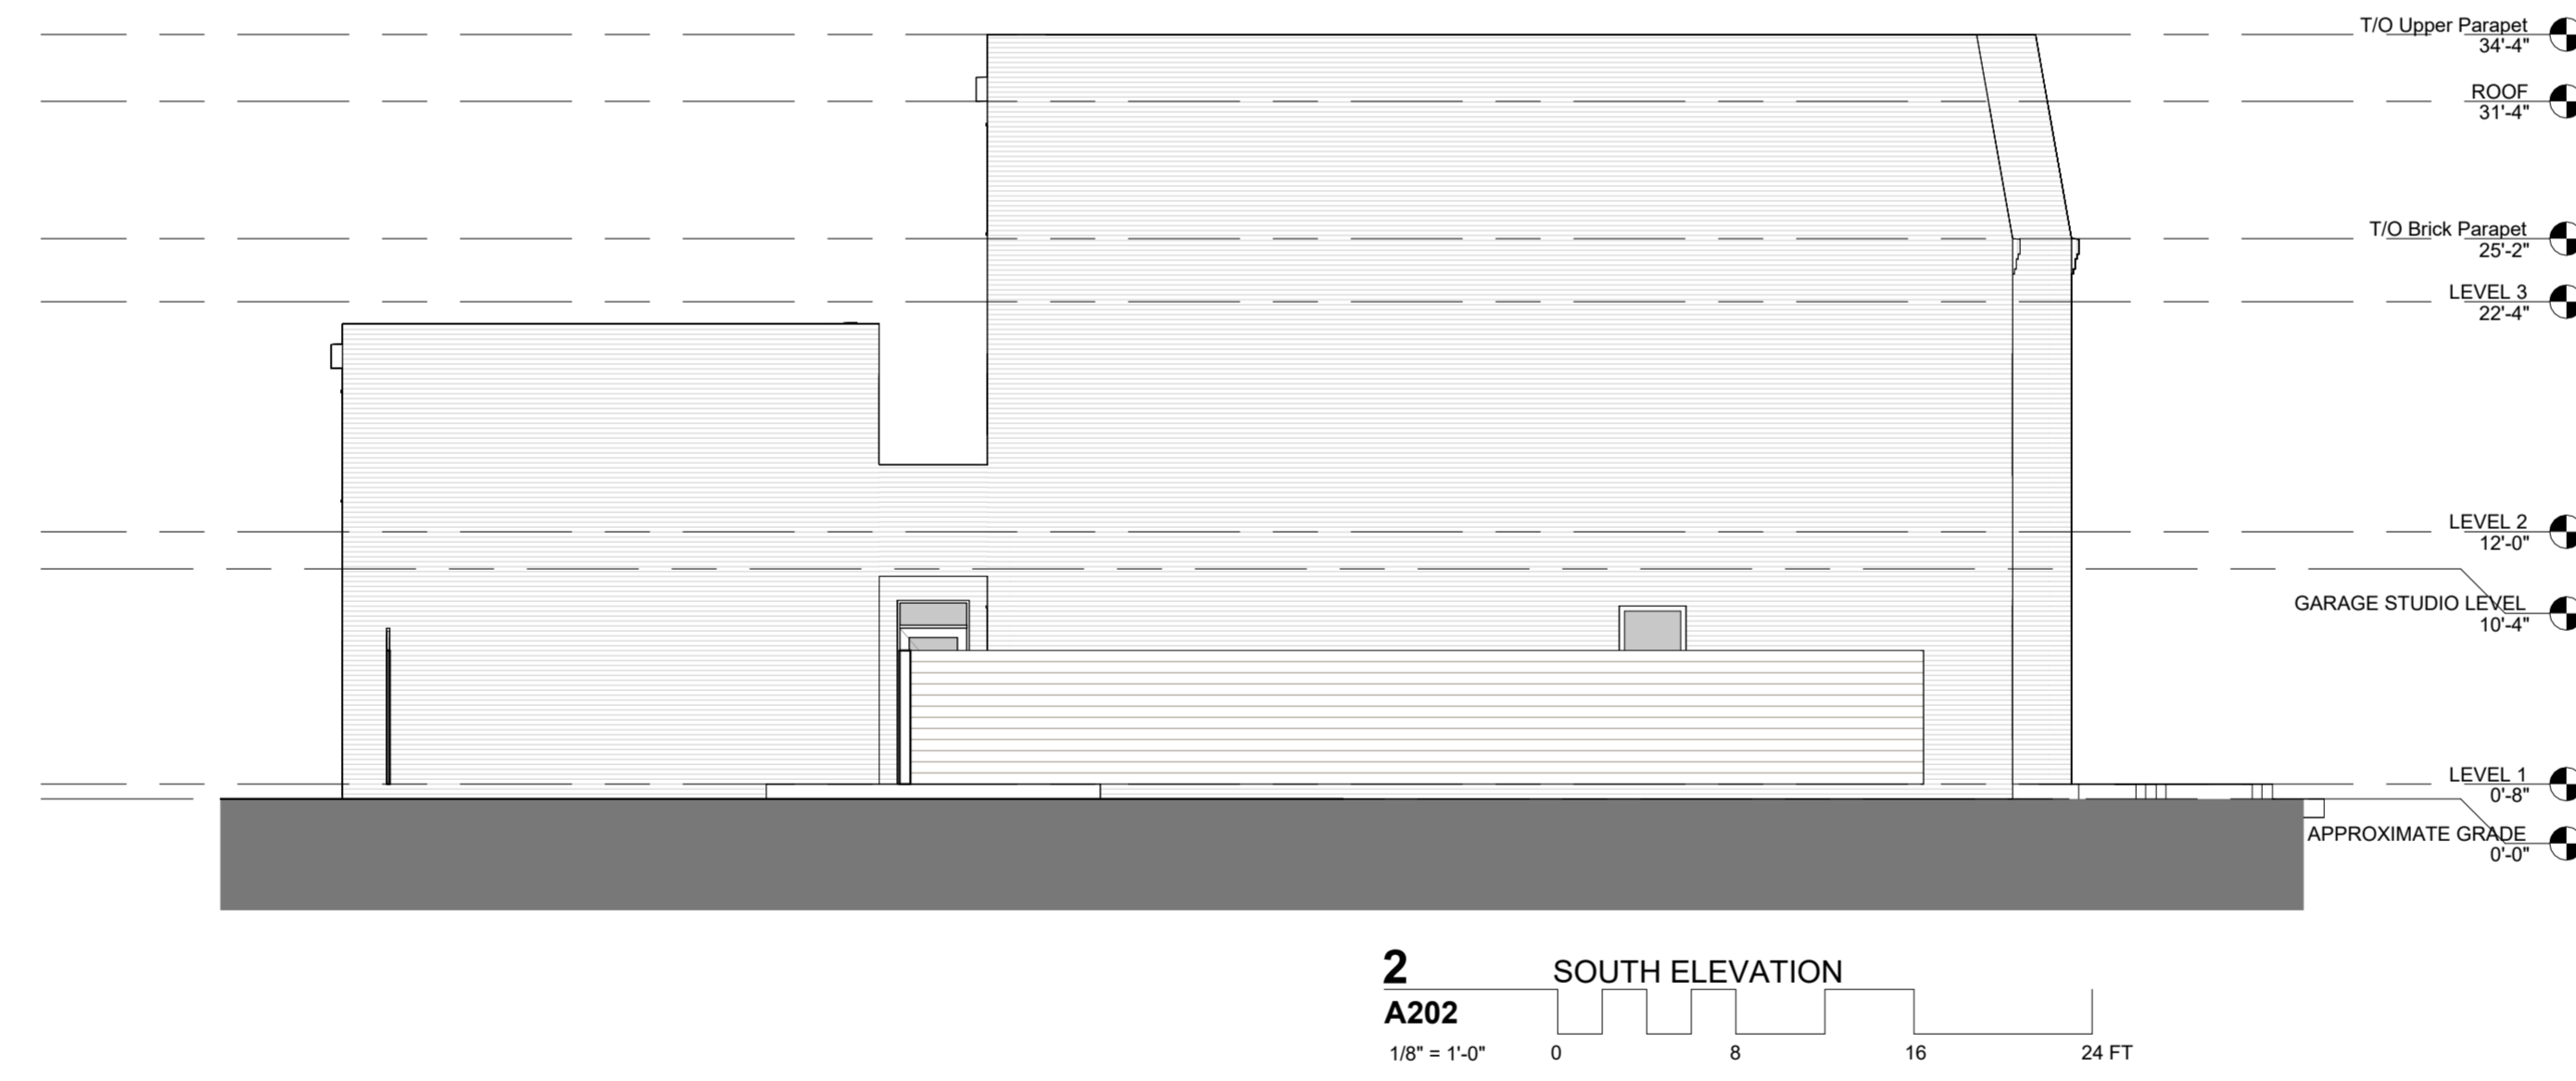 T/O Upper Parapet
34'-4"
ROOF
31'-4"
T/O Brick Parapet
25'-2"
LEVEL 3
22'-4"
LEVEL 2
12'-0"
GARAGE STUDIO LEVEL
10'-4"
LEVEL 1
0'-8"
APPROXIMATE GRADE
0'-0"
2 SOUTH ELEVATION
A202
1/8" = 1'-0" 0 8 16 24 FT